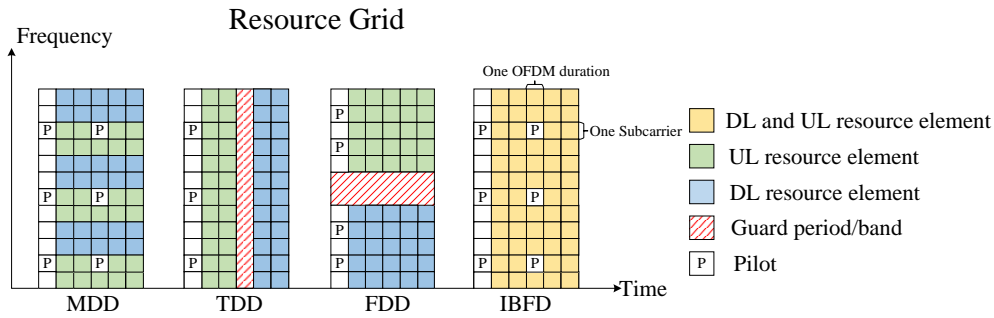 Resource Grid
Frequency
One OFDM duration
P P P P P P
P
One Subcarrier
P
P P P P P
P
P P P P P P
P
MDD TDD FDD IBFD
Time
DL and UL resource element
UL resource element
DL resource element
Guard period/band
P Pilot